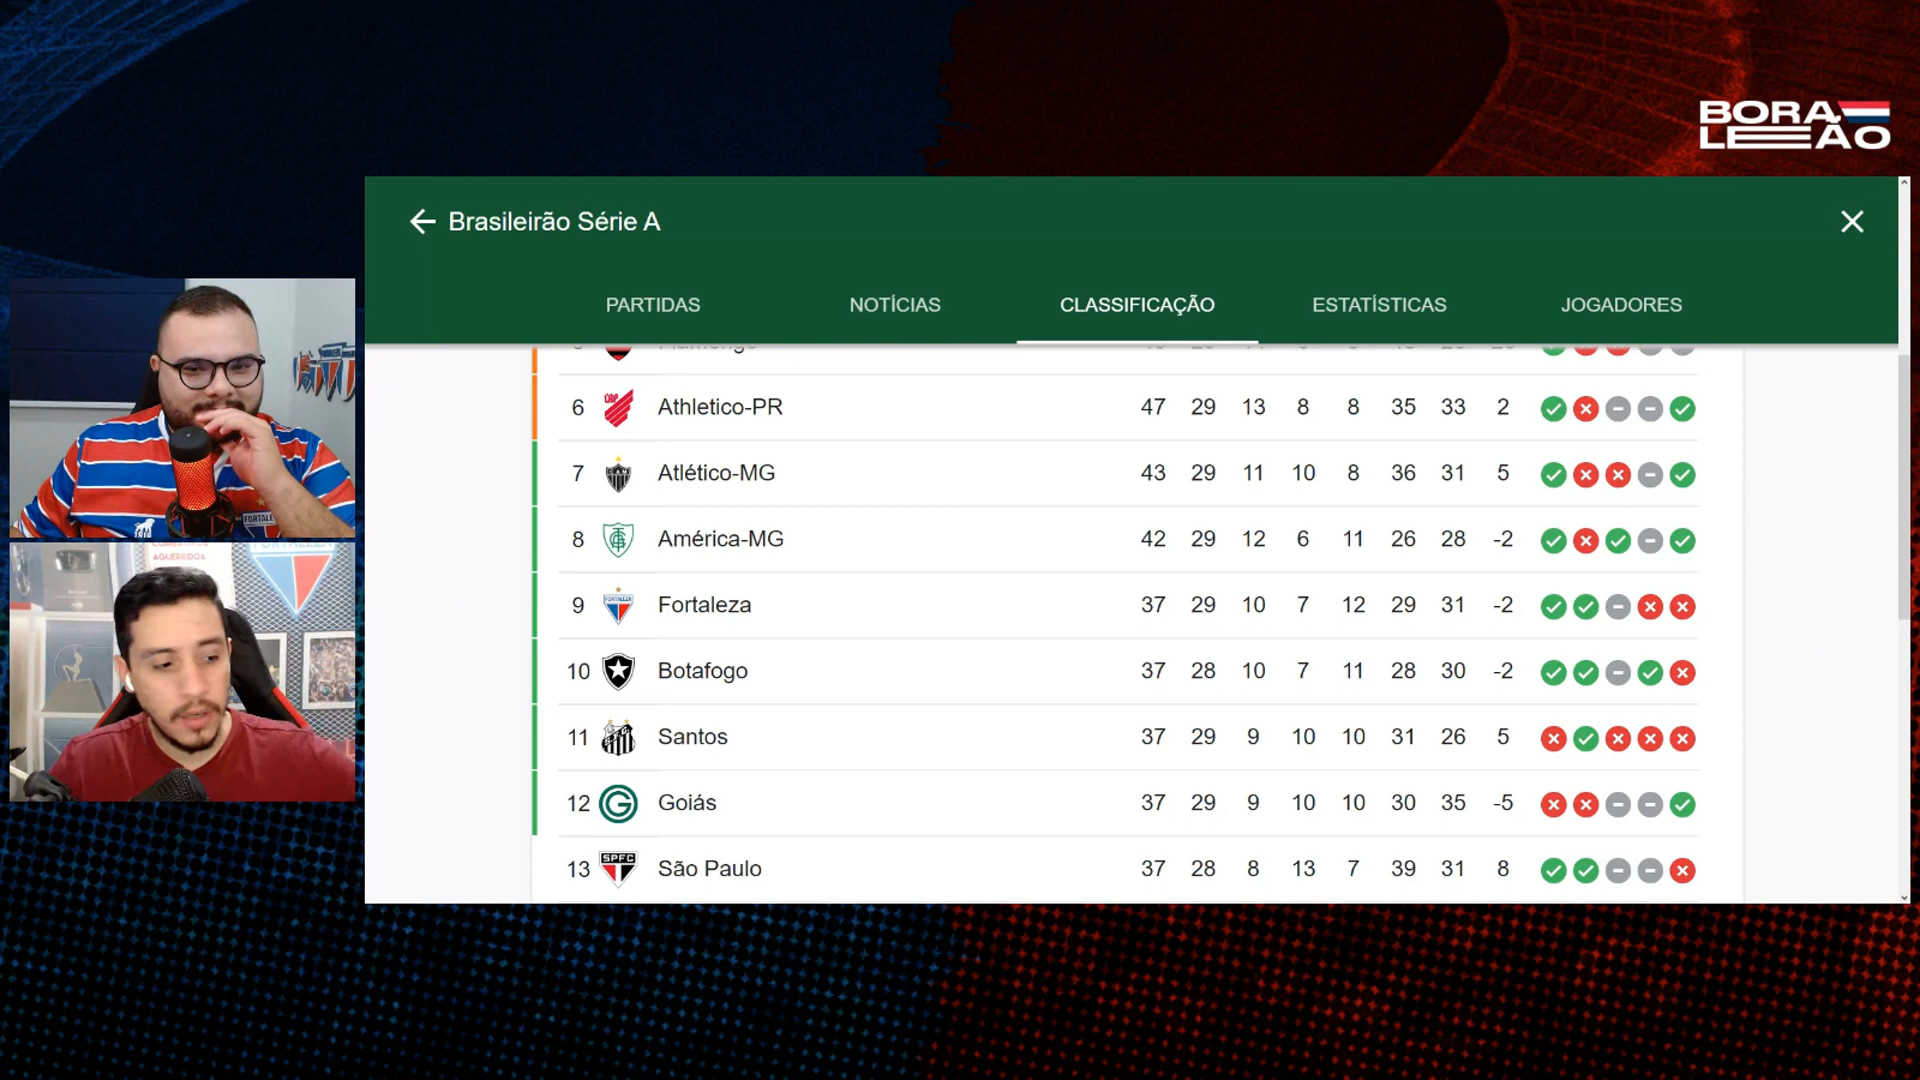 BORA
LEÃO
Brasileirão Série A
PARTIDAS NOTÍCIAS CLASSIFICAÇÃO ESTATÍSTICAS JOGADORES
6 Athletico-PR 47 29 13 8 8 35 33 2
7 Atlético-MG 43 29 11 10 8 36 31 5
8 América-MG 42 29 12 6 11 26 28 -2
9 Fortaleza 37 29 10 7 12 29 31 -2
10 Botafogo 37 28 10 7 11 28 30 -2
11 Santos 37 29 9 10 10 31 26 5
12 Goiás 37 29 9 10 10 30 35 -5
13 SPFC São Paulo 37 28 8 13 7 39 31 8
FORTALEZA
AGUERRIDOS